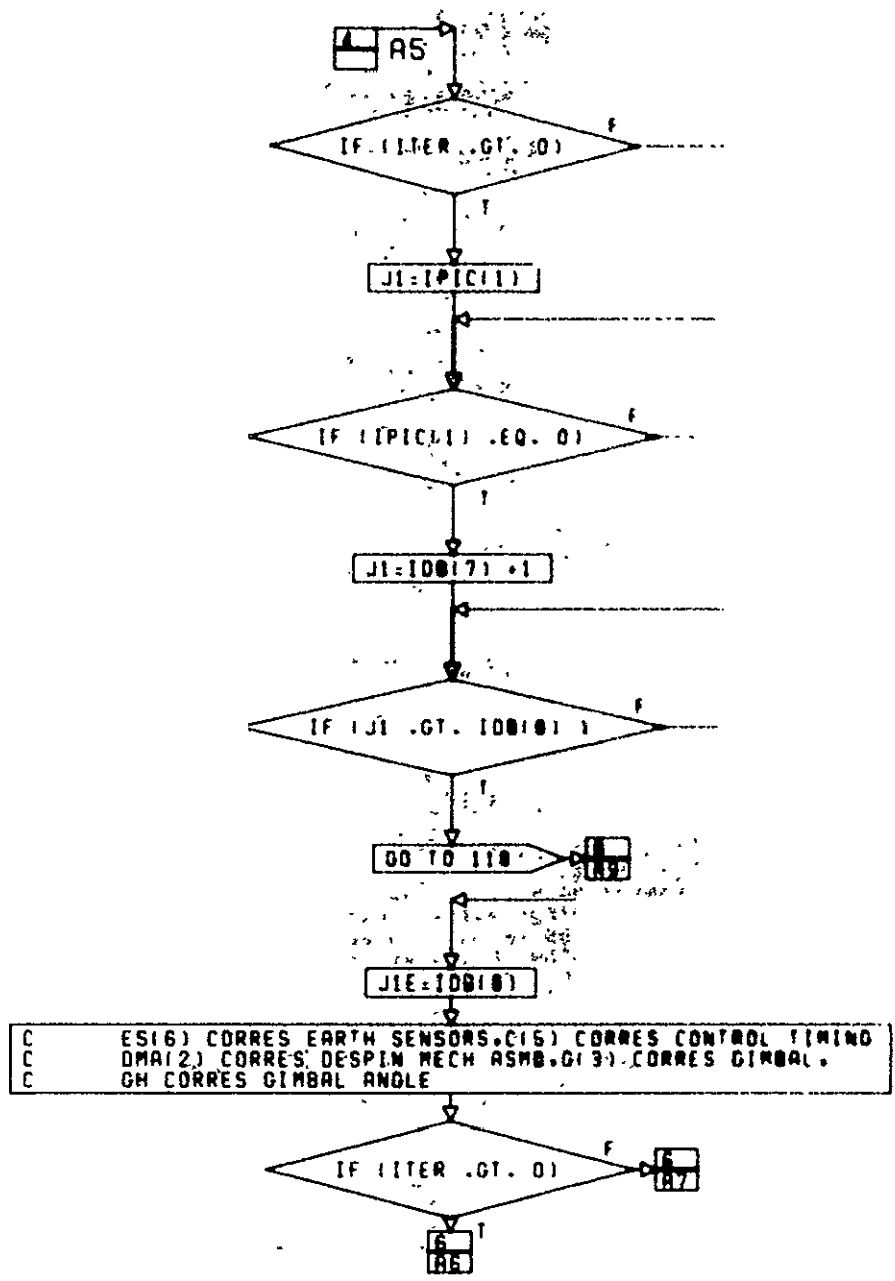 4
A5
IF (ITER .GT. 0)
F
T
J1=IPIC(1)
IF (IPIC(1) .EQ. 0)
F
T
J1=IDB(7) +1
IF (J1 .GT. IDB(8) )
F
T
GO TO 110
A9
J1E=IDB(8)
C ES(6) CORRES EARTH SENSORS,C(5) CORRES CONTROL TIMING
C DMA(2) CORRES DESPIN MECH ASMB,G(3) CORRES GIMBAL,
C GH CORRES GIMBAL ANGLE
IF (ITER .GT. 0)
F
6
A7
T
6
A6